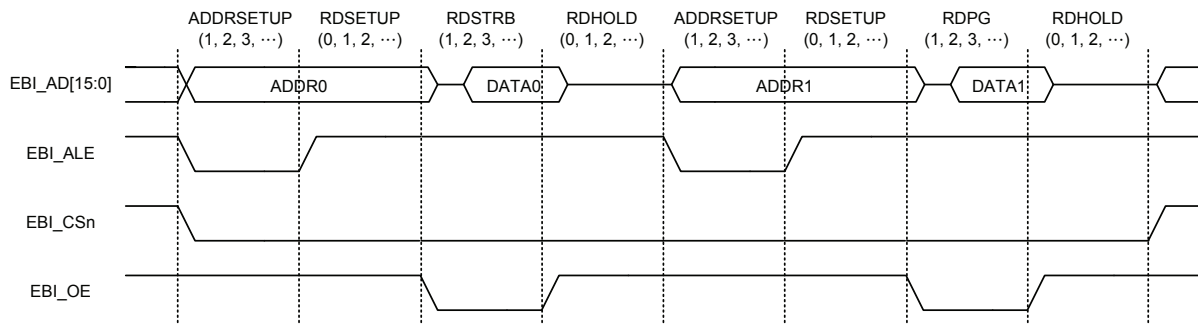 ADDRSETUP RDSETUP RDSTRB RDHOLD ADDRSETUP RDSETUP RDPG RDHOLD
(1, 2, 3, ⋯) (0, 1, 2, ⋯) (1, 2, 3, ⋯) (0, 1, 2, ⋯) (1, 2, 3, ⋯) (0, 1, 2, ⋯) (1, 2, 3, ⋯) (0, 1, 2, ⋯)
EBI_AD[15:0] ADDR0 DATA0 ADDR1 DATA1
EBI_ALE
EBI_CSn
EBI_OE